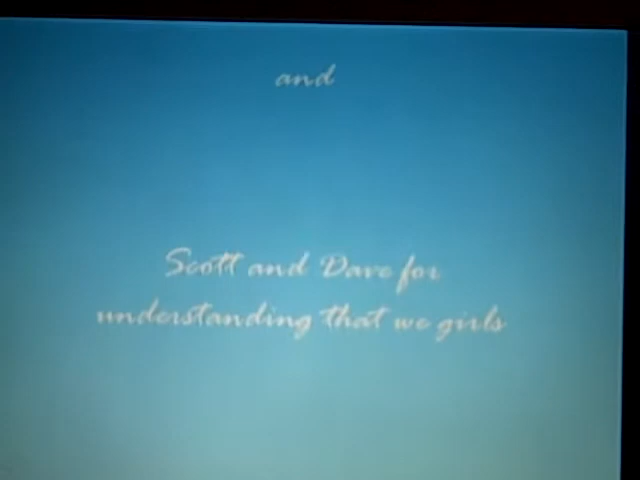 and
Scott and Dave for
understanding that we girls